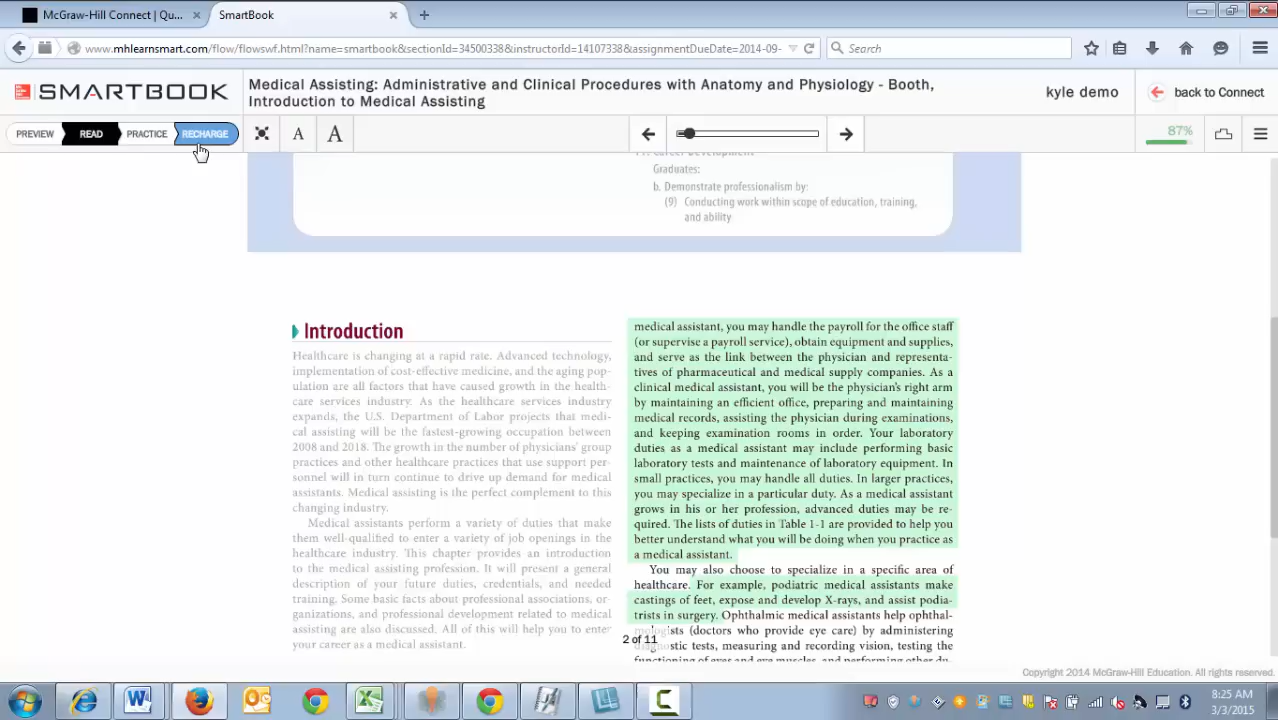 McGraw-Hill Connect | Qu...
SmartBook
www.mhlearnsmart.com/flow/flowswf.html?name=smartbook&sectionId=34500338&instructorId=14107338&assignmentDueDate=2014-09-
Search
SMARTBOOK
Medical Assisting: Administrative and Clinical Procedures with Anatomy and Physiology - Booth,
Introduction to Medical Assisting
kyle demo
back to Connect
PREVIEW
READ
PRACTICE
RECHARGE
A
A
87%
Graduates:
b. Demonstrate professionalism by:
(9) Conducting work within scope of education, training,
and ability
Introduction
Healthcare is changing at a rapid rate. Advanced technology,
implementation of cost-effective medicine, and the aging pop-
ulation are all factors that have caused growth in the health-
care services industry. As the healthcare services industry
expands, the U.S. Department of Labor projects that medi-
cal assisting will be the fastest-growing occupation between
2008 and 2018. The growth in the number of physicians' group
practices and other healthcare practices that use support per-
sonnel will in turn continue to drive up demand for medical
assistants. Medical assisting is the perfect complement to this
changing industry.
Medical assistants perform a variety of duties that make
them well-qualified to enter a variety of job openings in the
healthcare industry. This chapter provides an introduction
to the medical assisting profession. It will present a general
description of your future duties, credentials, and needed
training. Some basic facts about professional associations, or-
ganizations, and professional development related to medical
assisting are also discussed. All of this will help you to enter
your career as a medical assistant.
medical assistant, you may handle the payroll for the office staff
(or supervise a payroll service), obtain equipment and supplies,
and serve as the link between the physician and representa-
tives of pharmaceutical and medical supply companies. As a
clinical medical assistant, you will be the physician's right arm
by maintaining an efficient office, preparing and maintaining
medical records, assisting the physician during examinations,
and keeping examination rooms in order. Your laboratory
duties as a medical assistant may include performing basic
laboratory tests and maintenance of laboratory equipment. In
small practices, you may handle all duties. In larger practices,
you may specialize in a particular duty. As a medical assistant
grows in his or her profession, advanced duties may be re-
quired. The lists of duties in Table 1-1 are provided to help you
better understand what you will be doing when you practice as
a medical assistant.
You may also choose to specialize in a specific area of
healthcare. For example, podiatric medical assistants make
castings of feet, expose and develop X-rays, and assist podia-
trists in surgery. Ophthalmic medical assistants help ophthal-
mologists (doctors who provide eye care) by administering
diagnostic tests, measuring and recording vision, testing the
functioning of eyes and eye muscles, and performing other du-
2 of 11
Copyright 2014 McGraw-Hill Education. All rights reserved.
8:25 AM
3/3/2015